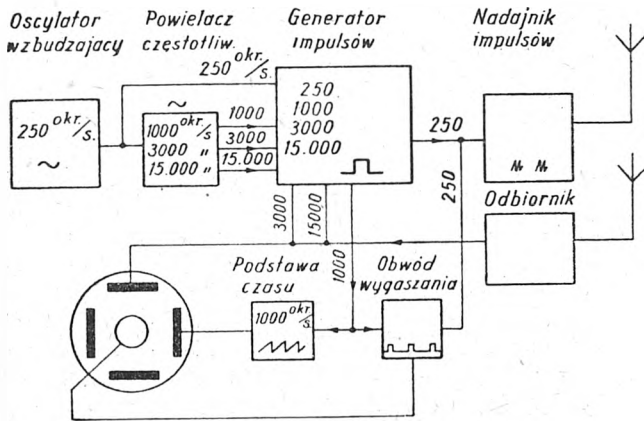 Oscylator
wzbudzajacy
Powielacz
częstotliw.
Generator
impulsów
Nadajnik
impulsów
250 okr/s.
250 okr/s.
~
~
1000 okr/s
3000 "
15.000 "
1000
3000
15.000
250
1000
3000
15.000
250
250
Odbiornik
3000
15000
1000
Podstawa
czasu
1000 okr/s.
Obwód
wygaszania